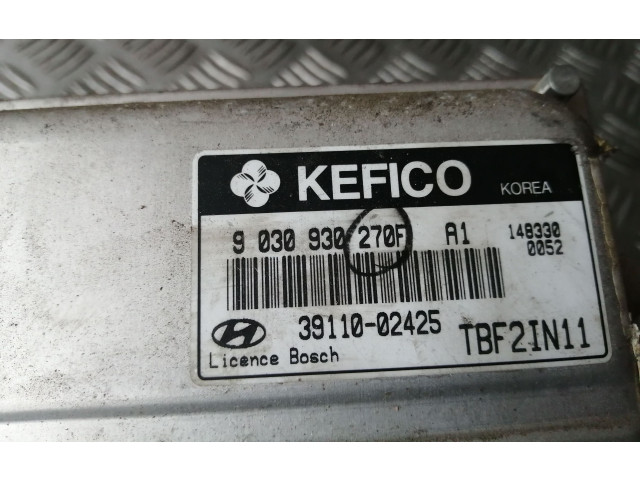 KEFICO KOREA
9 030 930 270F A1 148330
0052
39110-02425 TBF2IN11
Licence Bosch